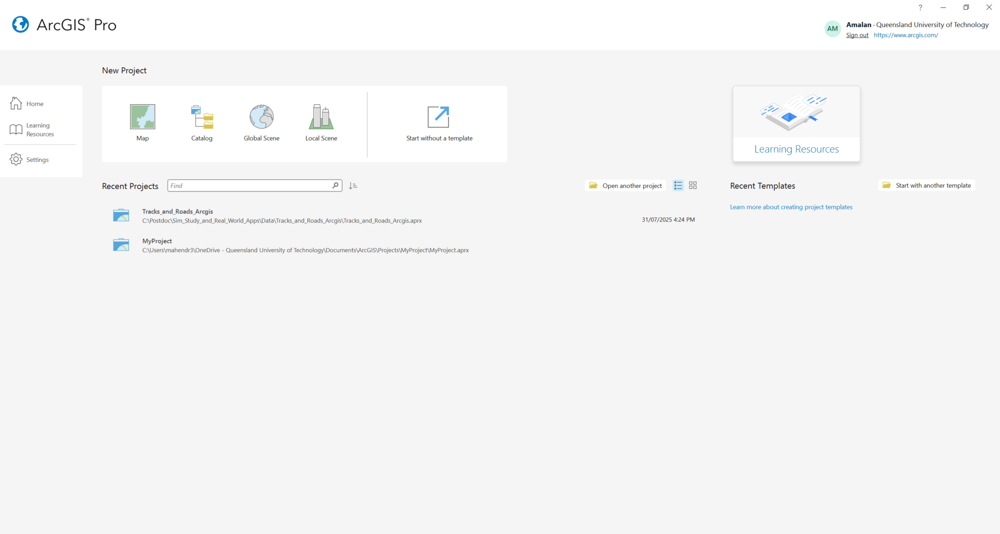 ?
ArcGIS® Pro
AM
Amalan - Queensland University of Technology
Sign out https://www.arcgis.com/
New Project
Home
Learning
Resources
Settings
Map
Catalog
Global Scene
Local Scene
Start without a template
Learning Resources
Recent Projects
Find
Open another project
Recent Templates
Start with another template
Learn more about creating project templates
Tracks_and_Roads_Arcgis
C:\Postdoc\Sim_Study_and_Real_World_Apps\Data\Tracks_and_Roads_Arcgis\Tracks_and_Roads_Arcgis.aprx
31/07/2025 4:24 PM
MyProject
C:\Users\mahendr3\OneDrive - Queensland University of Technology\Documents\ArcGIS\Projects\MyProject\MyProject.aprx